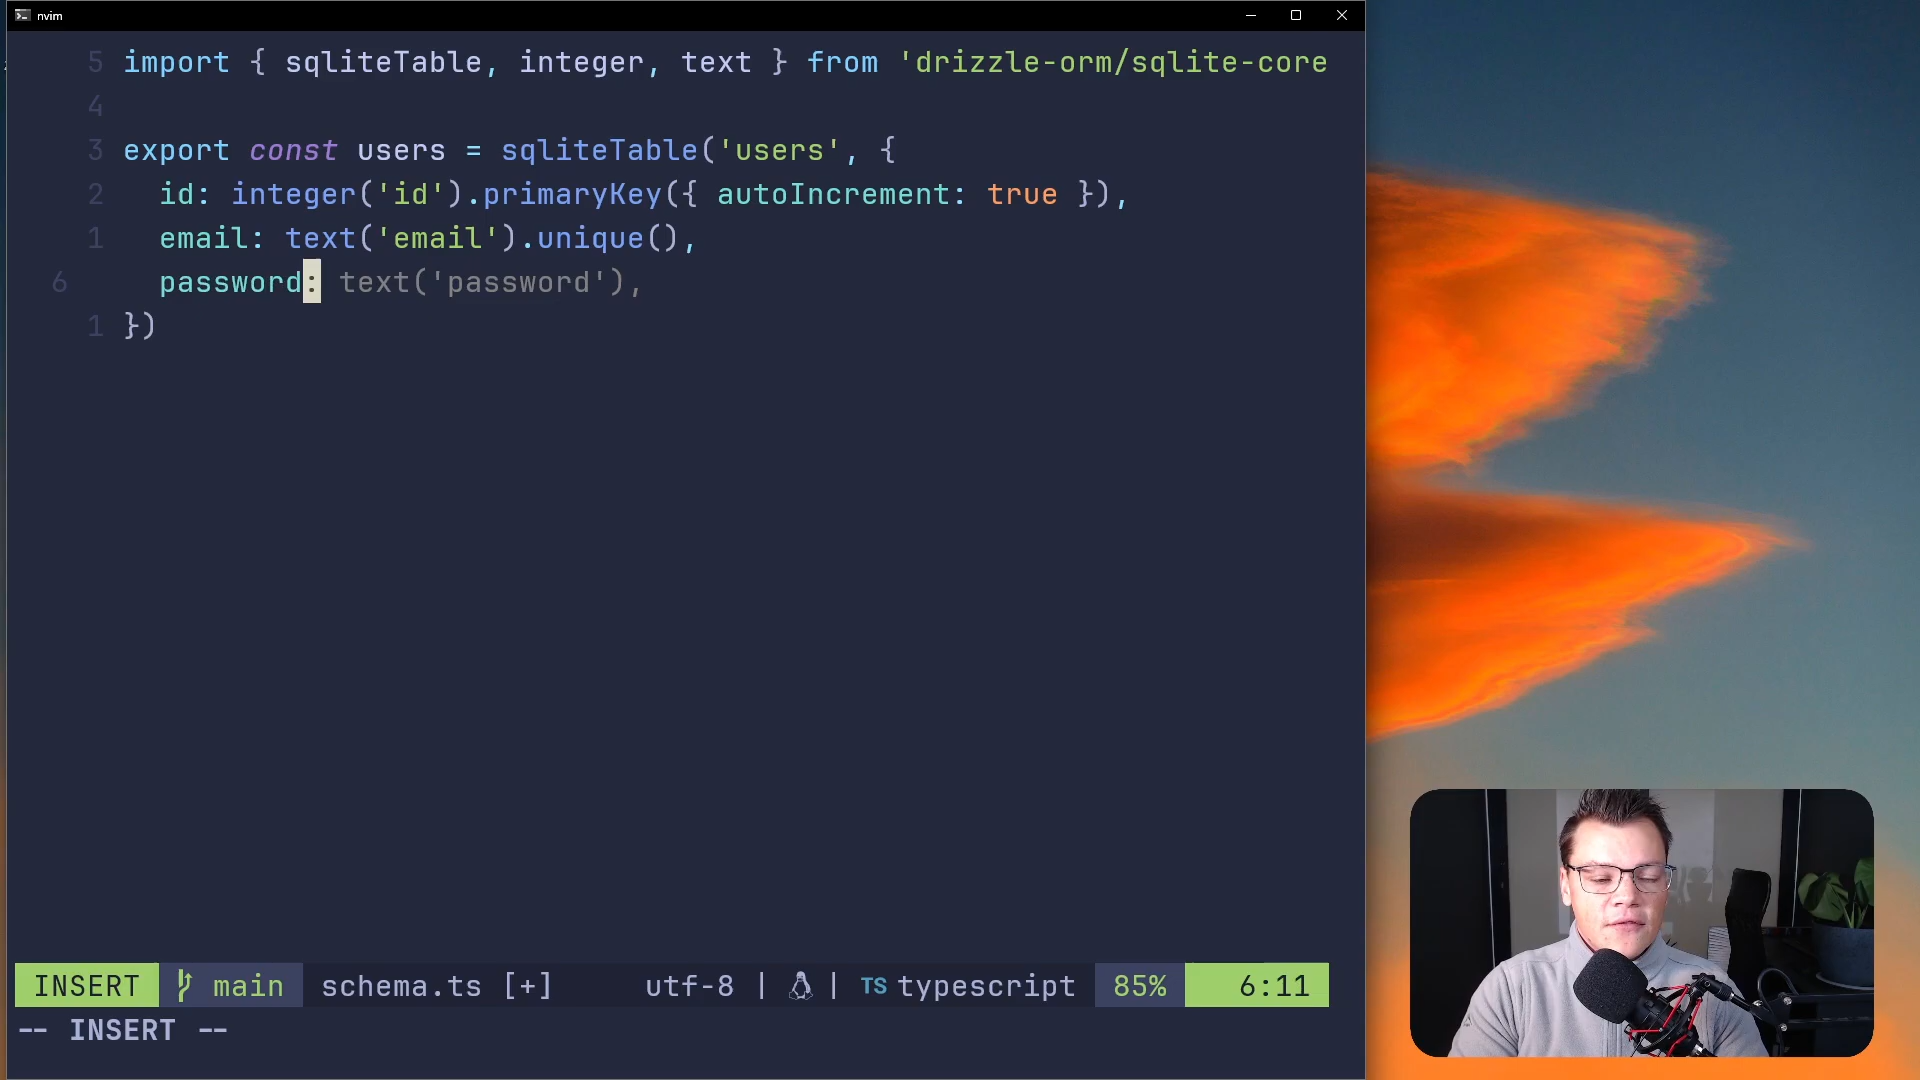 nvim
5 import { sqliteTable, integer, text } from 'drizzle-orm/sqlite-core
4
3 export const users = sqliteTable('users', {
2   id: integer('id').primaryKey({ autoIncrement: true }),
1   email: text('email').unique(),
6   password: text('password'),
1 })
INSERT main schema.ts [+] utf-8 | | TS typescript 85% 6:11
-- INSERT --